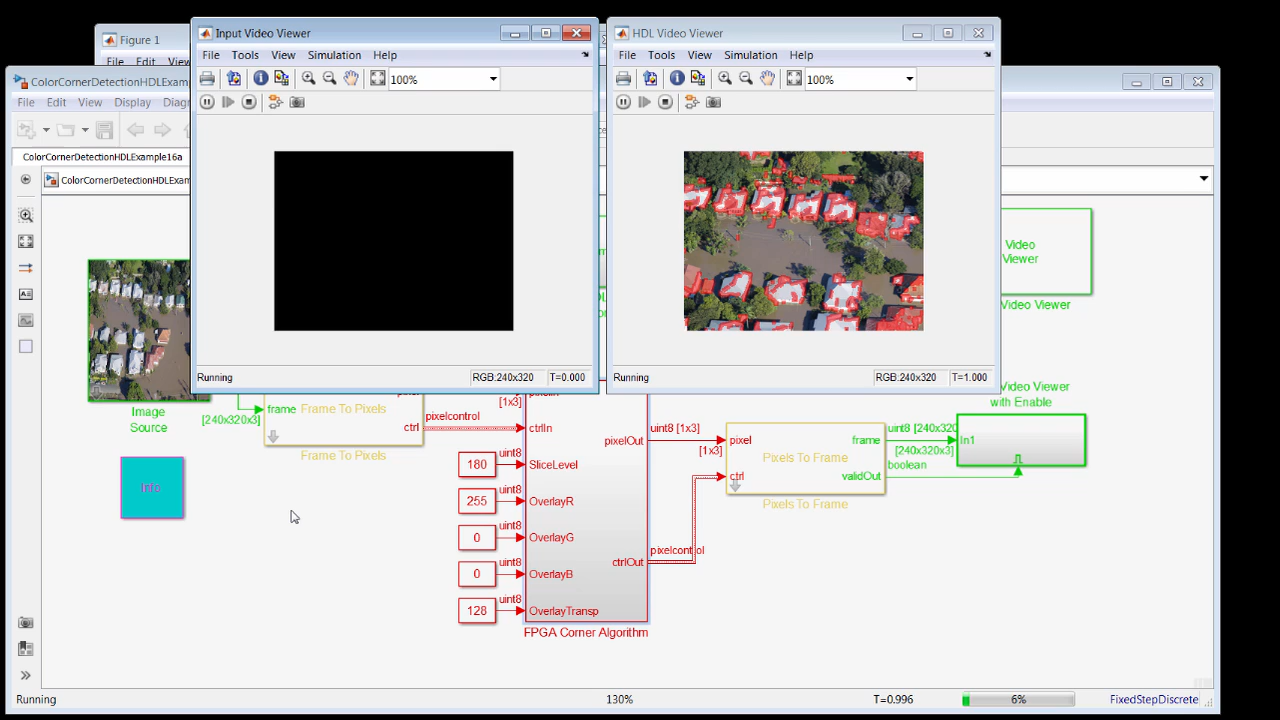 Figure 1
File Edit View
ColorCornerDetectionHDLExample
File Edit View Display Diag
ColorCornerDetectionHDLExample16a
ColorCornerDetectionHDLExam
Input Video Viewer
File Tools View Simulation Help
100%
Running
RGB:240x320 T=0.000
HDL Video Viewer
File Tools View Simulation Help
100%
Running
RGB:240x320 T=1.000
Video
Viewer
Video Viewer
Image
Source
Info
[240x320x3]
frame
Frame To Pixels
ctrl
Frame To Pixels
pixelcontrol
[1x3]
ctrlIn
uint8
180
SliceLevel
uint8
255
OverlayR
uint8
0
OverlayG
uint8
0
OverlayB
uint8
128
OverlayTransp
pixelOut
ctrlOut
FPGA Corner Algorithm
uint8 [1x3]
[1x3]
pixelcontrol
pixel
ctrl
frame
Pixels To Frame
validOut
Pixels To Frame
uint8 [240x320
[240x320x3]
boolean
Video Viewer
with Enable
In1
Running
130%
T=0.996
6%
FixedStepDiscrete